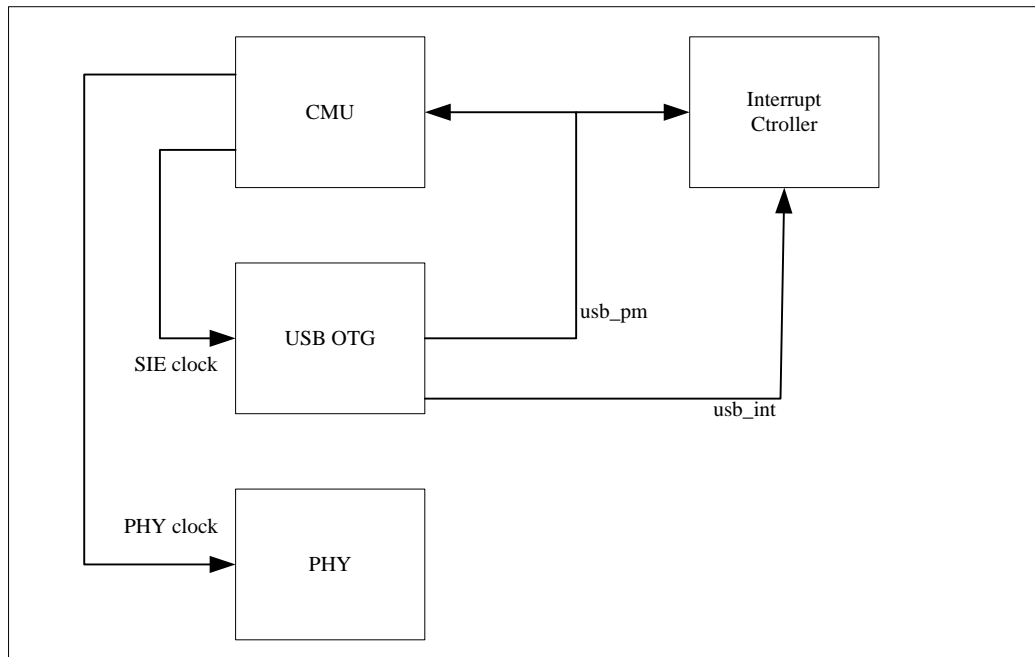 CMU
Interrupt
Ctroller
USB OTG
usb_pm
SIE clock
usb_int
PHY clock
PHY